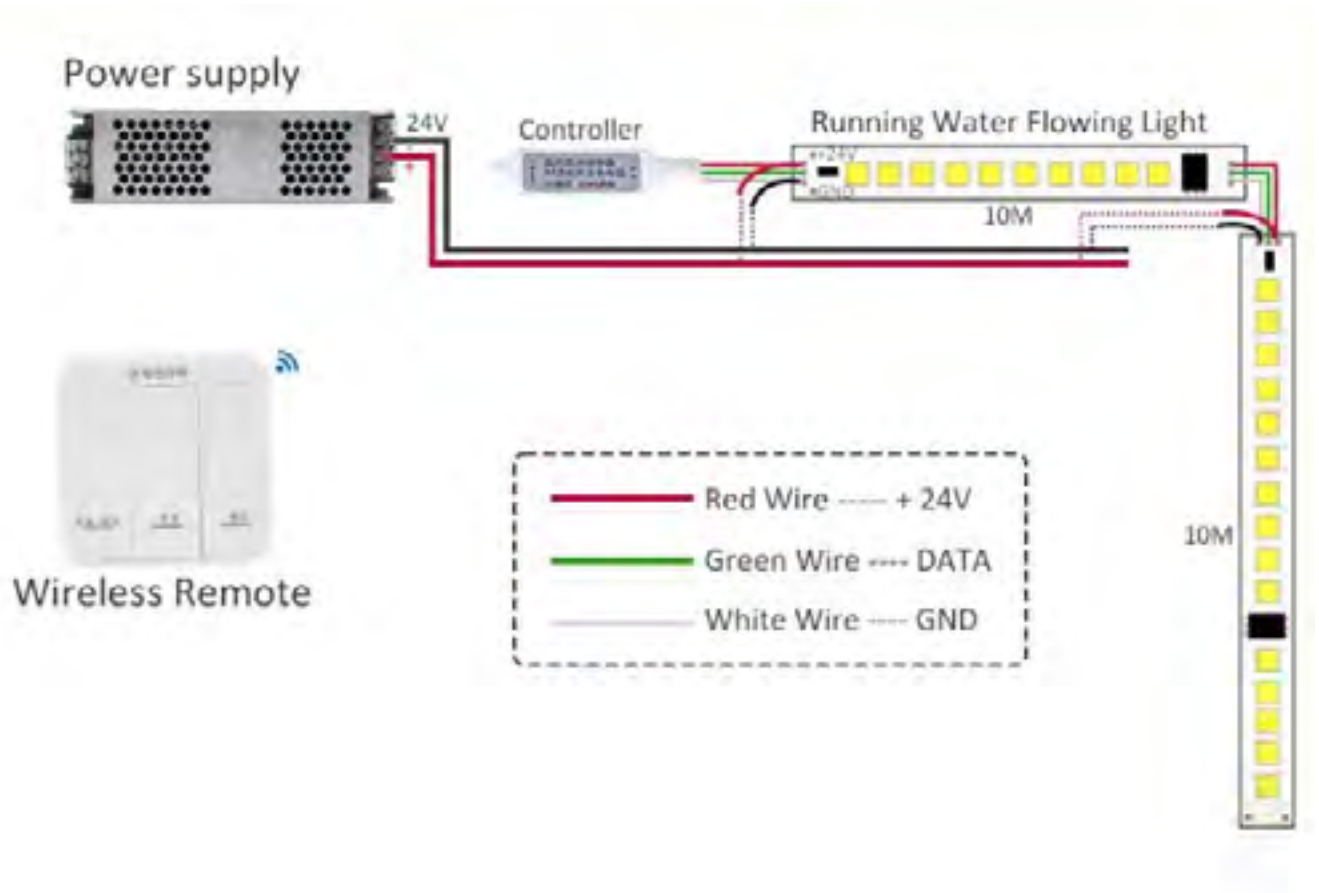 Power supply
24V
-
+
Controller
Running Water Flowing Light
+24V
GND
10M
10M
Red Wire ----- + 24V
Green Wire ---- DATA
White Wire ---- GND
Wireless Remote